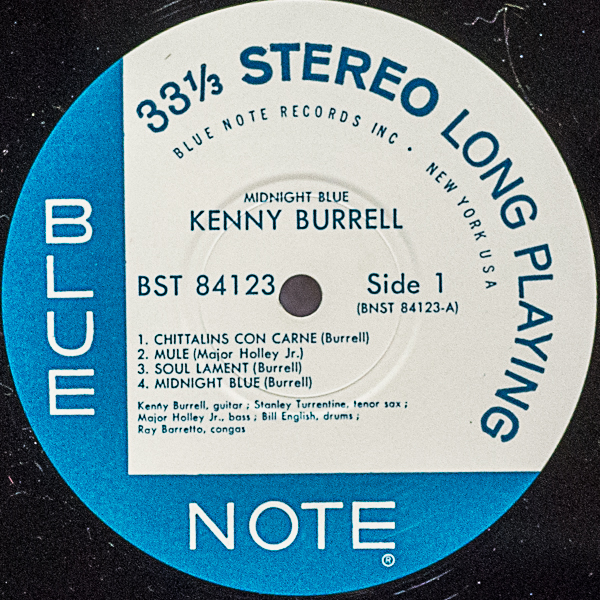 33⅓ STEREO LONG PLAYING
BLUE NOTE RECORDS INC • NEW YORK USA
MIDNIGHT BLUE
KENNY BURRELL
BST 84123
Side 1
(BNST 84123-A)
1. CHITTALINS CON CARNE (Burrell)
2. MULE (Major Holley Jr.)
3. SOUL LAMENT (Burrell)
4. MIDNIGHT BLUE (Burrell)
Kenny Burrell, guitar ; Stanley Turrentine, tenor sax ;
Major Holley Jr., bass ; Bill English, drums ;
Ray Barretto, congas
BLUE
NOTE
®